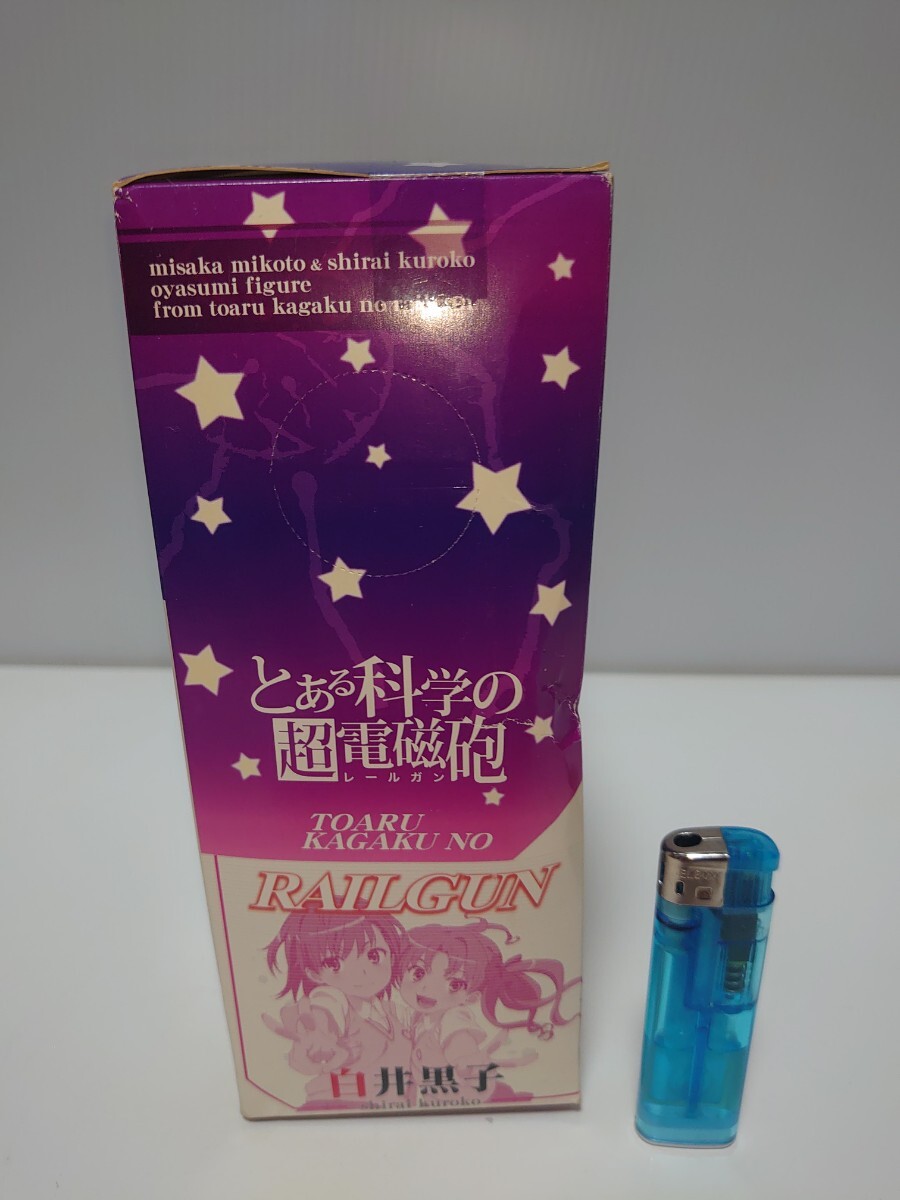 misaka mikoto & shirai kuroko
oyasumi figure
from toaru kagaku no
とある科学の
超電磁砲
レールガン
TOARU
KAGAKU NO
RAILGUN
白井黒子
shirai kuroko